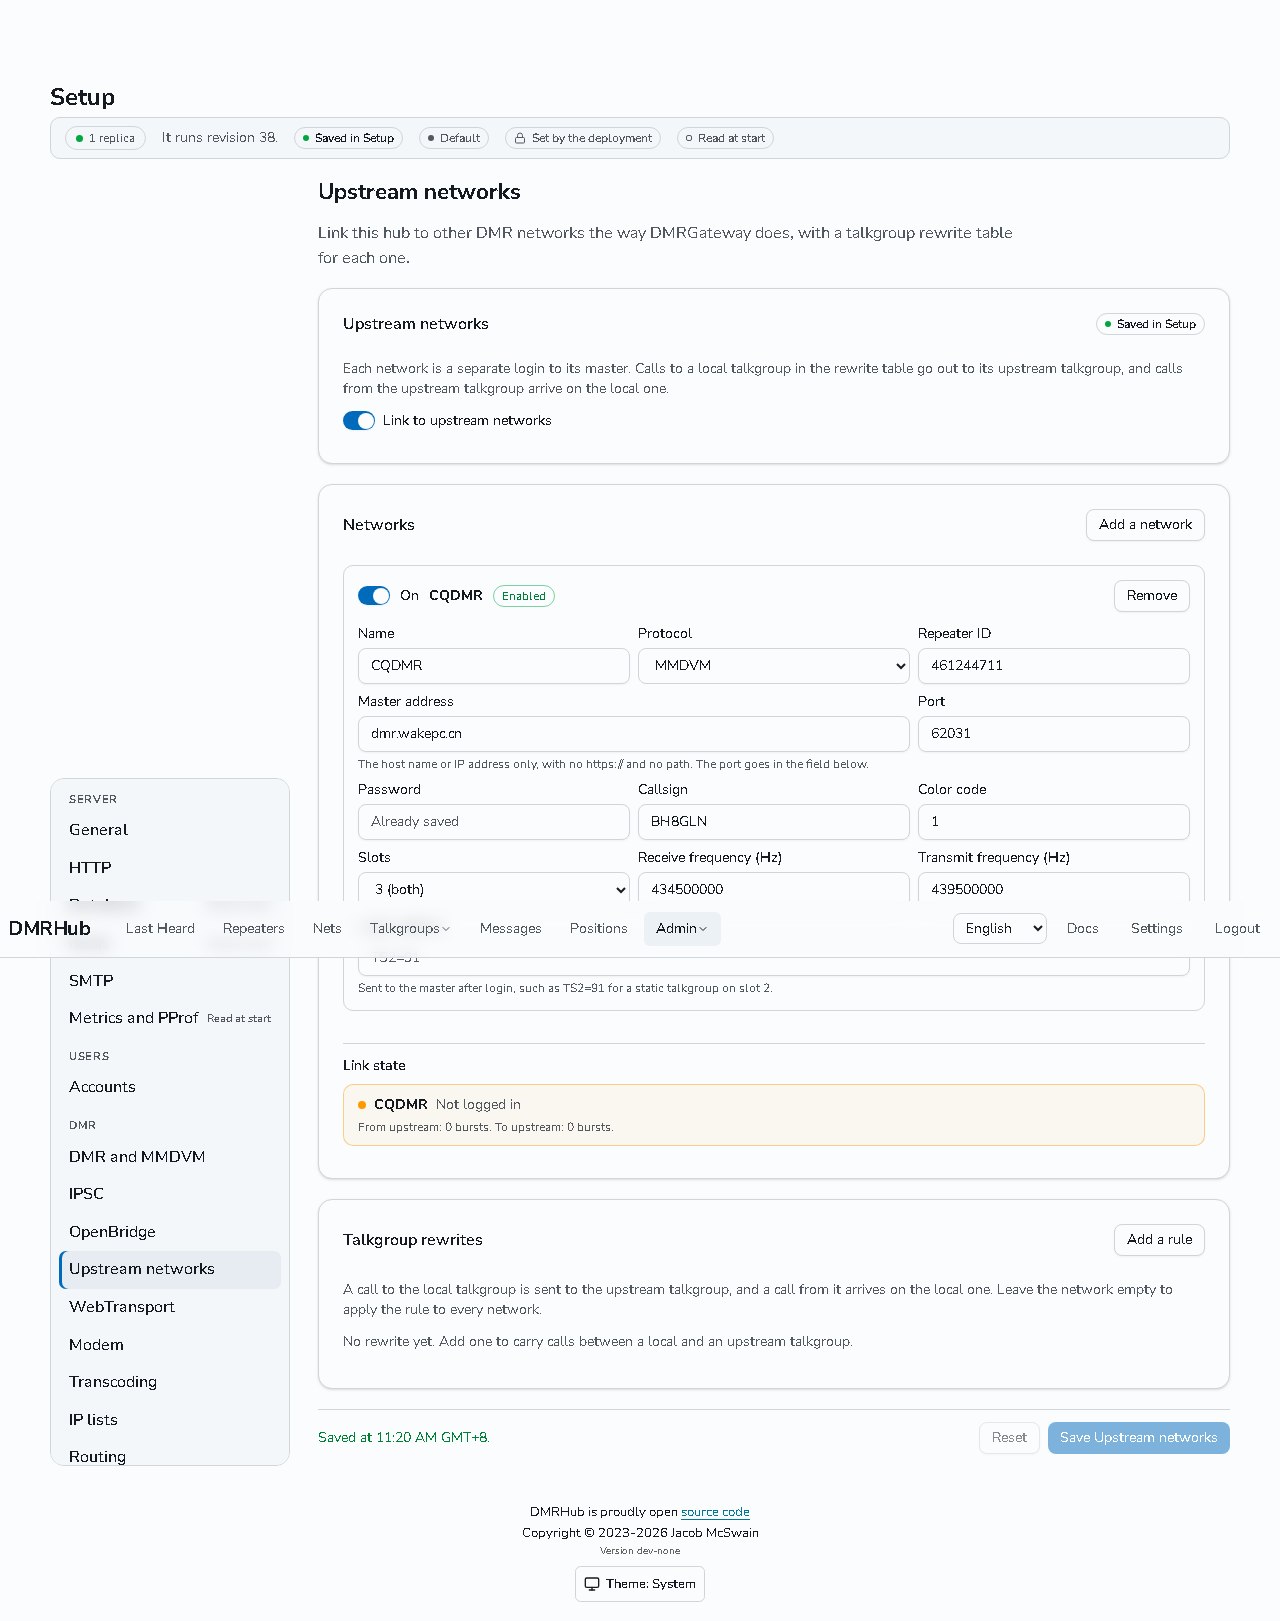 Setup
1 replica
It runs revision 38.
Saved in Setup
Default
Set by the deployment
Read at start
Upstream networks
Link this hub to other DMR networks the way DMRGateway does, with a talkgroup rewrite table
for each one.
Upstream networks
Saved in Setup
Each network is a separate login to its master. Calls to a local talkgroup in the rewrite table go out to its upstream talkgroup, and calls
from the upstream talkgroup arrive on the local one.
Link to upstream networks
Networks
Add a network
On CQDMR Enabled
Remove
Name
Protocol
Repeater ID
CQDMR
MMDVM
461244711
Master address
Port
dmr.wakepc.cn
62031
The host name or IP address only, with no https:// and no path. The port goes in the field below.
Password
Callsign
Color code
Already saved
BH8GLN
1
Slots
Receive frequency (Hz)
Transmit frequency (Hz)
3 (both)
434500000
439500000
SERVER
General
HTTP
DMRHub
Last Heard
Repeaters
Nets
Talkgroups
Messages
Positions
Admin
English
Docs
Settings
Logout
TS2=91
Sent to the master after login, such as TS2=91 for a static talkgroup on slot 2.
SMTP
Metrics and PProf Read at start
USERS
Accounts
DMR
DMR and MMDVM
IPSC
OpenBridge
Upstream networks
WebTransport
Modem
Transcoding
IP lists
Routing
Link state
CQDMR Not logged in
From upstream: 0 bursts. To upstream: 0 bursts.
Talkgroup rewrites
Add a rule
A call to the local talkgroup is sent to the upstream talkgroup, and a call from it arrives on the local one. Leave the network empty to
apply the rule to every network.
No rewrite yet. Add one to carry calls between a local and an upstream talkgroup.
Saved at 11:20 AM GMT+8.
Reset
Save Upstream networks
DMRHub is proudly open source code
Copyright © 2023-2026 Jacob McSwain
Version dev-none
Theme: System